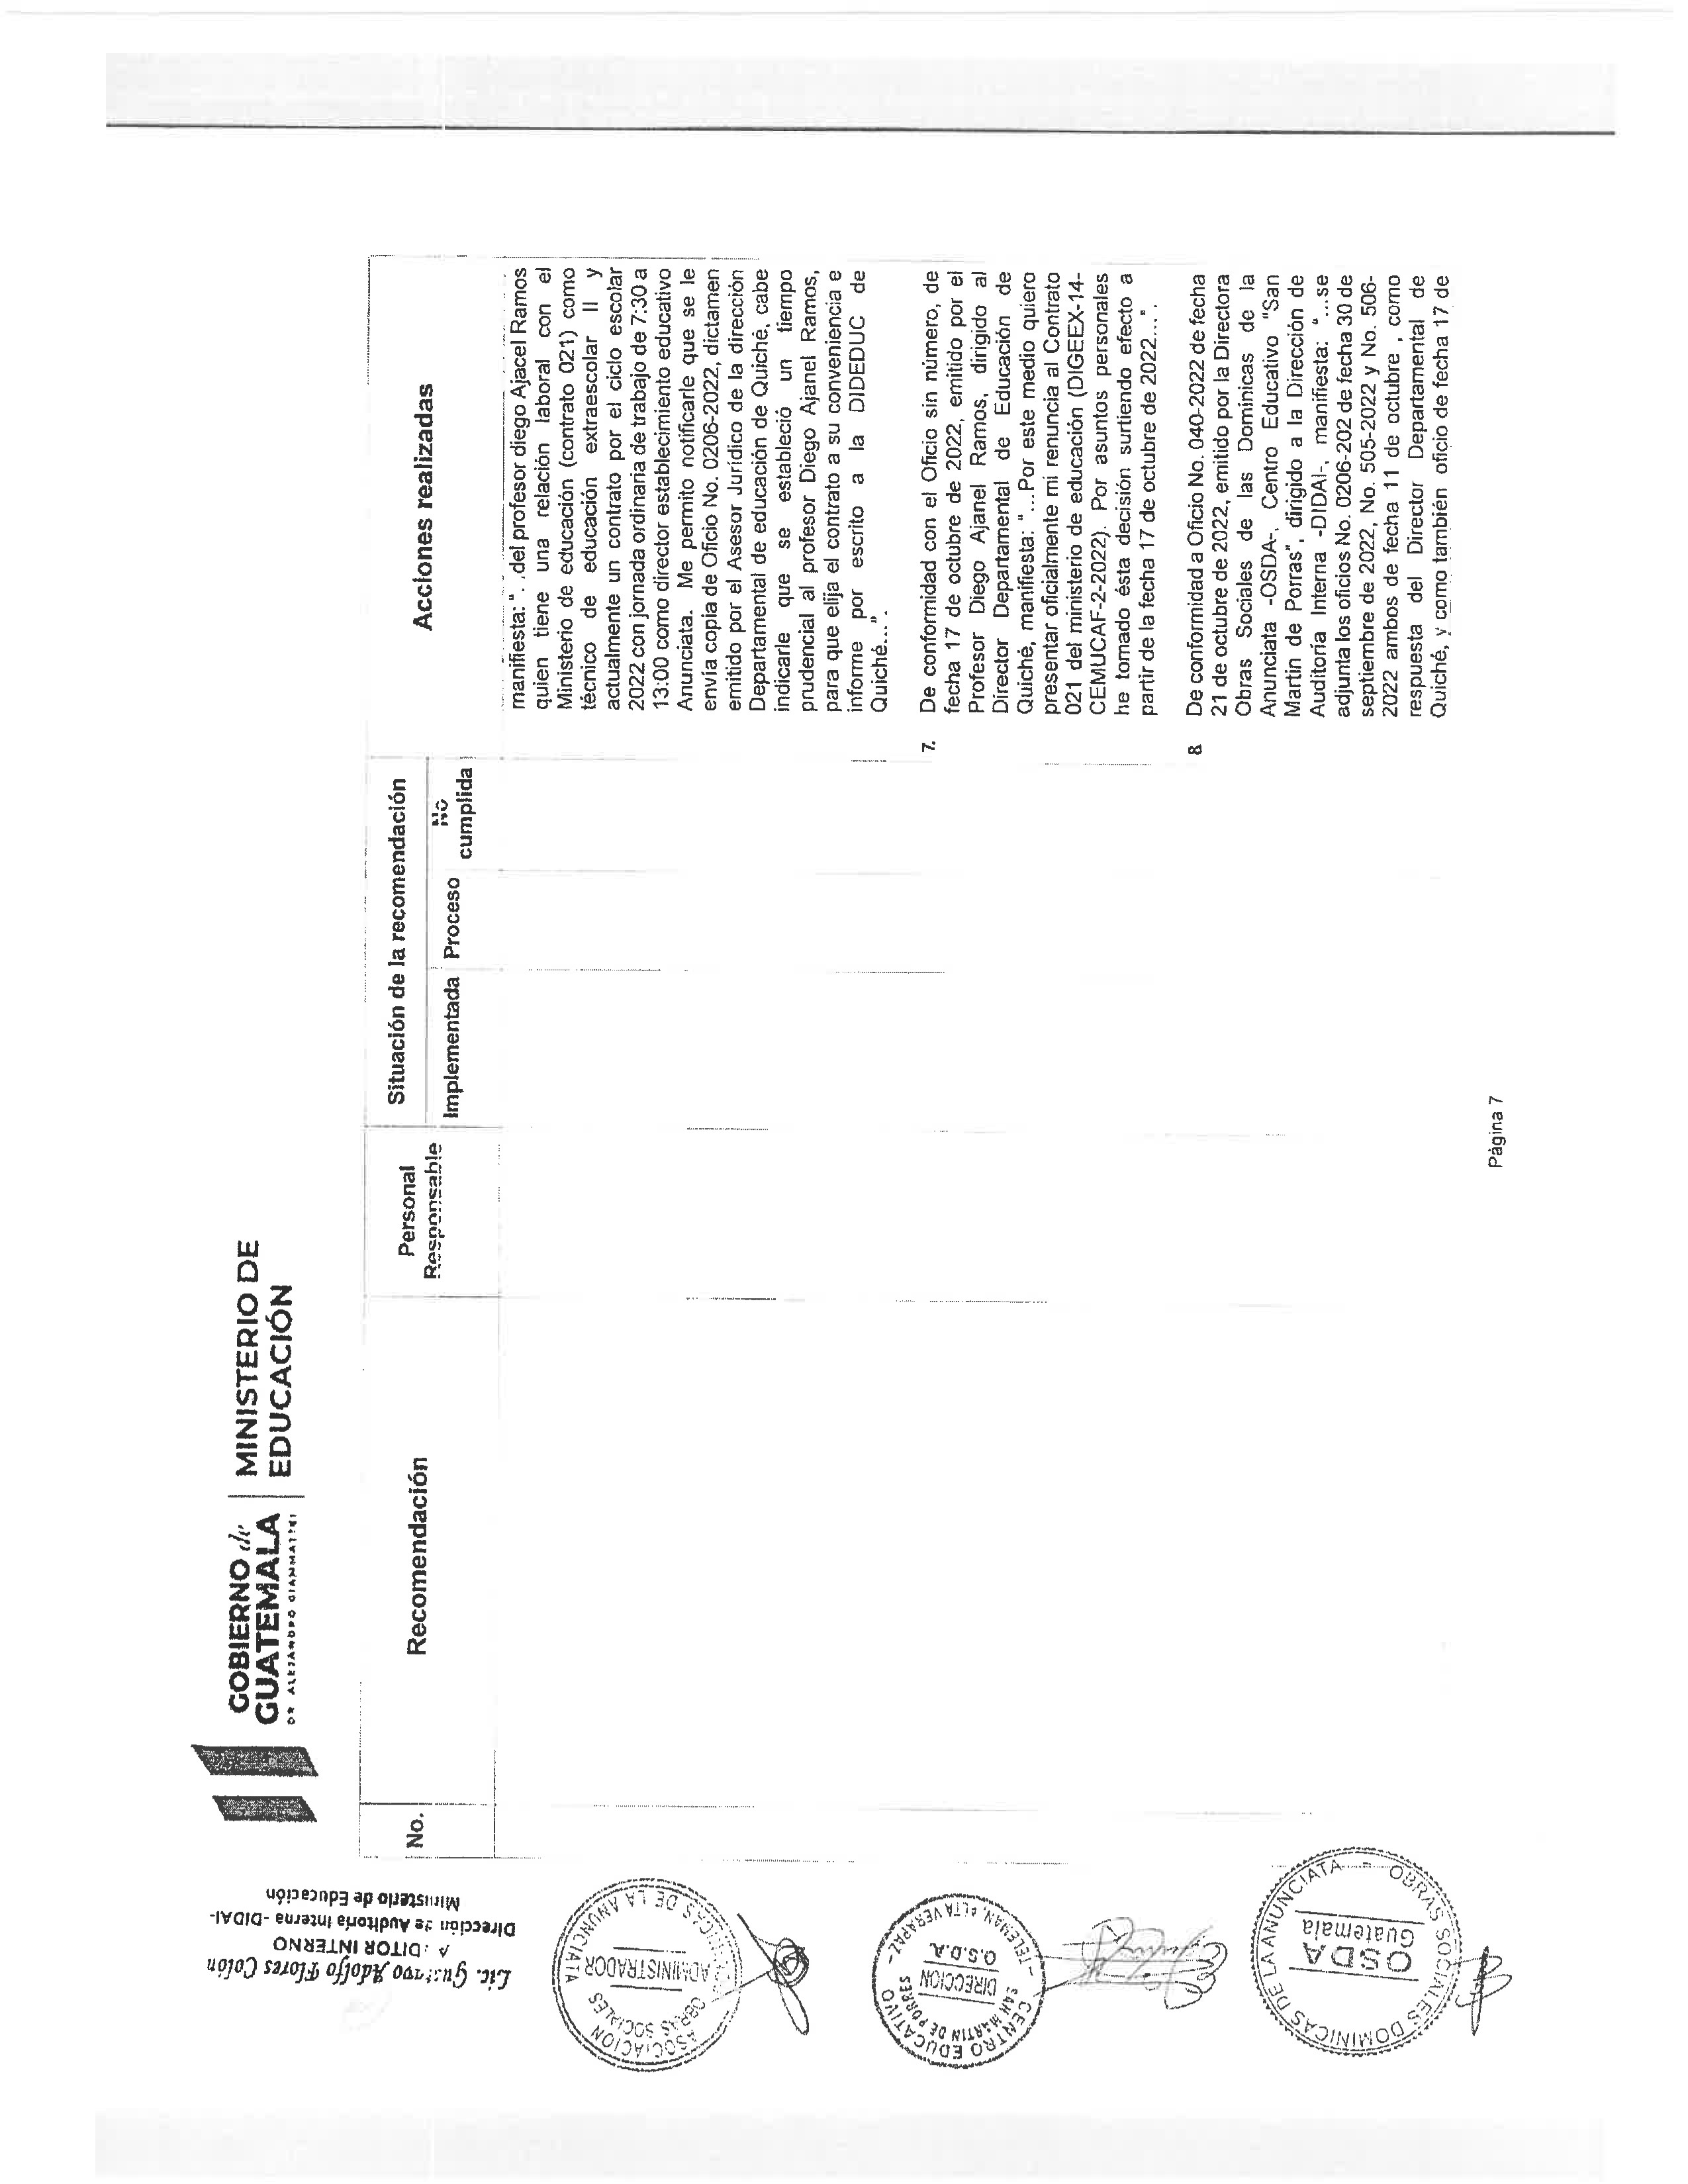 GOBIERNO de
GUATEMALA
DR. ALEJANDRO GIAMMATTEI
MINISTERIO DE
EDUCACIÓN
No.
Recomendación
Personal
Responsable
Situación de la recomendación
Implementada
Proceso
No
cumplida
Acciones realizadas
manifiesta: "...del profesor diego Ajacel Ramos
quien tiene una relación laboral con el
Ministerio de educación (contrato 021) como
técnico de educación extraescolar II y
actualmente un contrato por el ciclo escolar
2022 con jornada ordinaria de trabajo de 7:30 a
13:00 como director establecimiento educativo
Anunciata. Me permito notificarle que se le
envía copia de Oficio No. 0206-2022, dictamen
emitido por el Asesor Jurídico de la dirección
Departamental de educación de Quiché, cabe
indicarle que se estableció un tiempo
prudencial al profesor Diego Ajanel Ramos,
para que elija el contrato a su conveniencia e
informe por escrito a la DIDEDUC de
Quiché...".
7. De conformidad con el Oficio sin número, de
fecha 17 de octubre de 2022, emitido por el
Profesor Diego Ajanel Ramos, dirigido al
Director Departamental de Educación de
Quiché, manifiesta: "...Por este medio quiero
presentar oficialmente mi renuncia al Contrato
021 del ministerio de educación (DIGEEX-14-
CEMUCAF-2-2022). Por asuntos personales
he tomado ésta decisión surtiendo efecto a
partir de la fecha 17 de octubre de 2022...".
8. De conformidad a Oficio No. 040-2022 de fecha
21 de octubre de 2022, emitido por la Directora
Obras Sociales de las Dominicas de la
Anunciata -OSDA-, Centro Educativo "San
Martin de Porras", dirigido a la Dirección de
Auditoría Interna -DIDAI-, manifiesta: "...se
adjunta los oficios No. 0206-202 de fecha 30 de
septiembre de 2022, No. 505-2022 y No. 506-
2022 ambos de fecha 11 de octubre , como
respuesta del Director Departamental de
Quiché, y como también oficio de fecha 17 de
Página 7
Lic. Gustavo Adolfo Flores Colón
AUDITOR INTERNO
Dirección de Auditoría Interna -DIDAI-
Ministerio de Educación
ASOCIACION OBRAS SOCIALES
DOMINICAS DE LA ANUNCIATA
ADMINISTRADOR
CENTRO EDUCATIVO
SAN MARTIN DE PORRES
DIRECCION
O.S.D.A.
- TELEMAN, ALTA VERAPAZ -
OBRAS SOCIALES DOMINICAS DE LA ANUNCIATA
OSDA
Guatemala